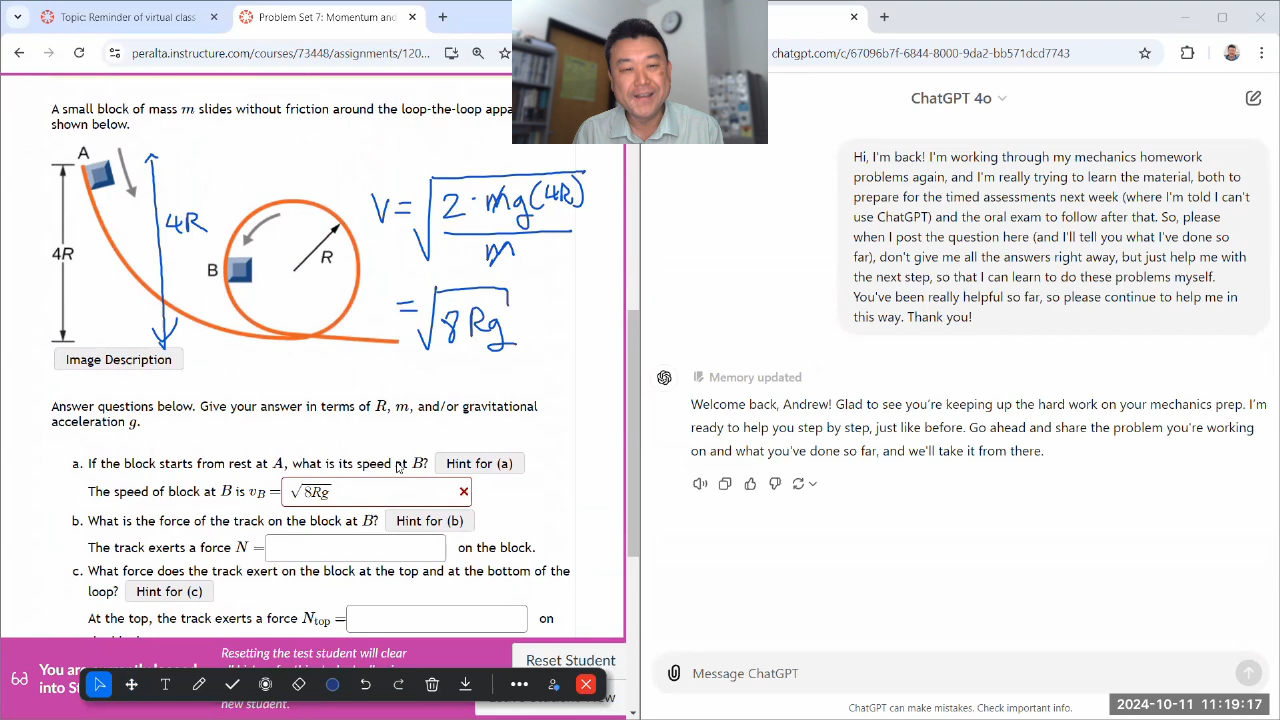 Topic: Reminder of virtual class
Problem Set 7: Momentum and
peralta.instructure.com/courses/73448/assignments/120...
chatgpt.com/c/67096b7f-6844-8000-9da2-bb571dcd7743
A small block of mass m slides without friction around the loop-the-loop appa
shown below.
A
4R
4R
B
R
V = √(2·mg(4R)/m)
= √8Rg
Image Description
Answer questions below. Give your answer in terms of R, m, and/or gravitational
acceleration g.
a. If the block starts from rest at A, what is its speed at B? Hint for (a)
The speed of block at B is vB = √8Rg ×
b. What is the force of the track on the block at B? Hint for (b)
The track exerts a force N = on the block.
c. What force does the track exert on the block at the top and at the bottom of the
loop? Hint for (c)
At the top, the track exerts a force Ntop = on
You are
into St
Resetting the test student will clear
new student.
Reset Student
ChatGPT 4o
Hi, I'm back! I'm working through my mechanics homework
problems again, and I'm really trying to learn the material, both to
prepare for the timed assessments next week (where I'm told I can't
use ChatGPT) and the oral exam to follow after that. So, please
when I post the question here (and I'll tell you what I've done so
far), don't give me all the answers right away, but just help me with
the next step, so that I can learn to do these problems myself.
You've been really helpful so far, so please continue to help me in
this way. Thank you!
Memory updated
Welcome back, Andrew! Glad to see you're keeping up the hard work on your mechanics prep. I'm
ready to help you step by step, just like before. Go ahead and share the problem you're working
on and what you've done so far, and we'll take it from there.
Message ChatGPT
ChatGPT can make mistakes. Check important info.
2024-10-11 11:19:17